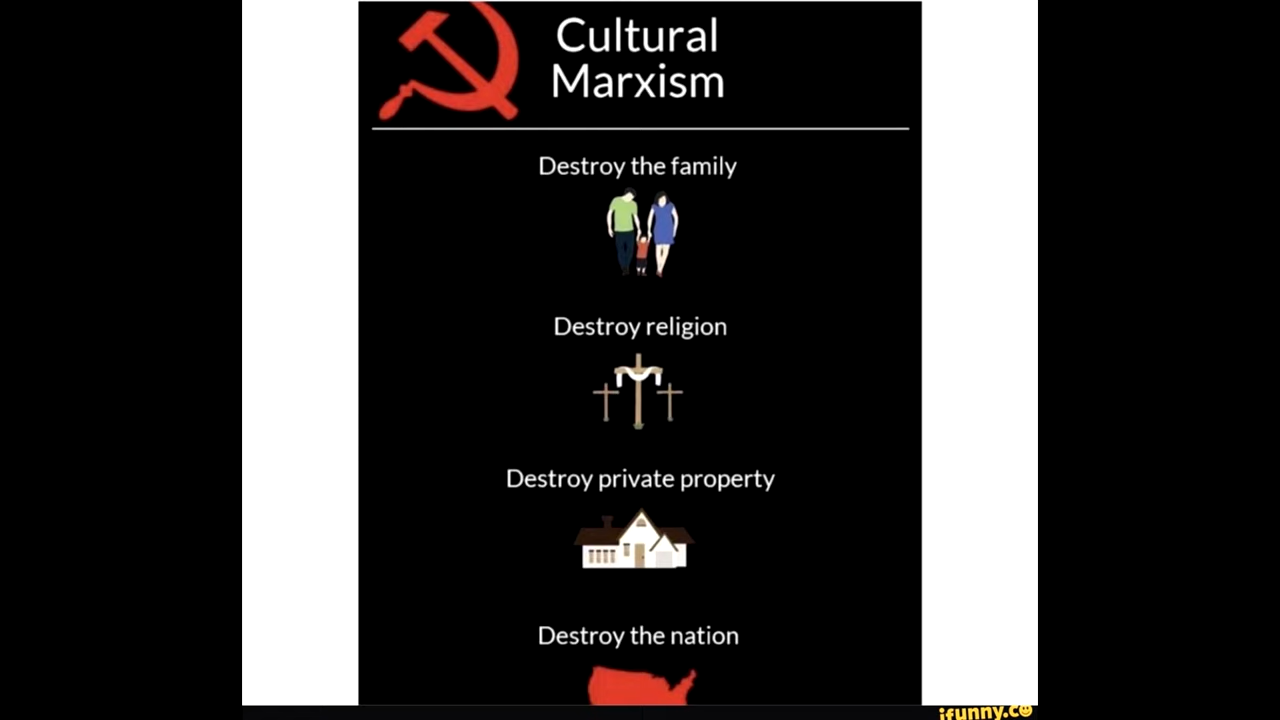 Cultural
Marxism
Destroy the family
Destroy religion
Destroy private property
Destroy the nation
ifunny.co